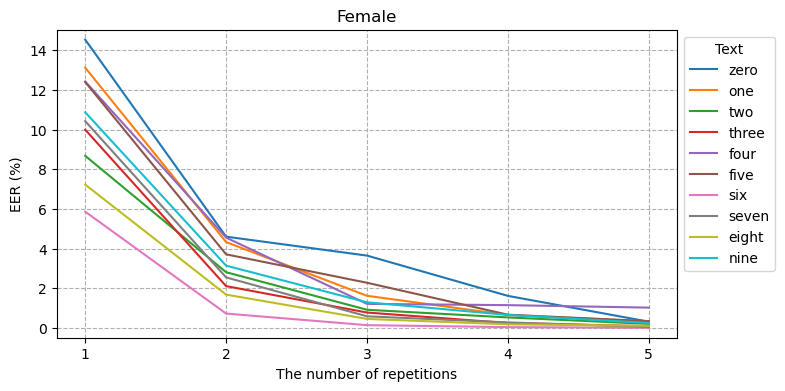 Female
14
12
10
8
6
4
2
0
EER (%)
1 2 3 4 5
The number of repetitions
Text
zero
one
two
three
four
five
six
seven
eight
nine